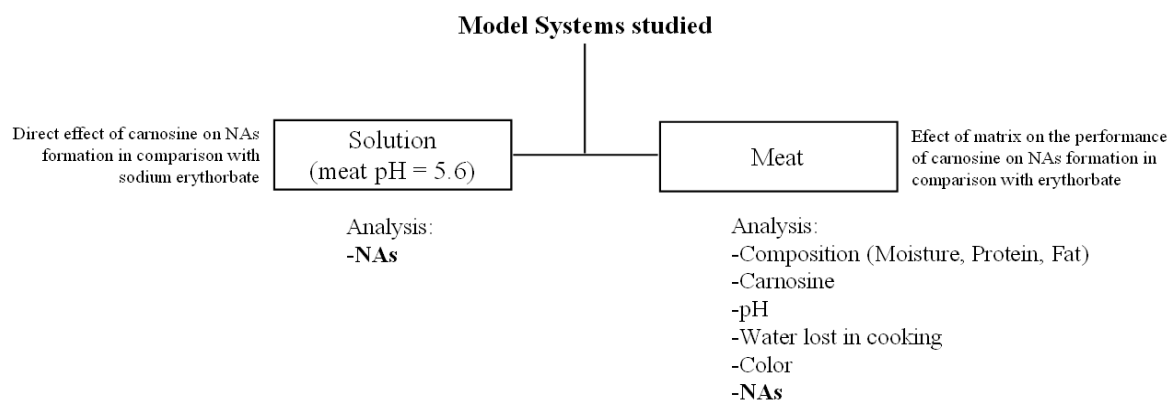 Model Systems studied
Direct effect of carnosine on NAs
formation in comparison with
sodium erythorbate
Solution
(meat pH = 5.6)
Meat
Efect of matrix on the performance
of carnosine on NAs formation in
comparison with erythorbate
Analysis:
-NAs
Analysis:
-Composition (Moisture, Protein, Fat)
-Carnosine
-pH
-Water lost in cooking
-Color
-NAs